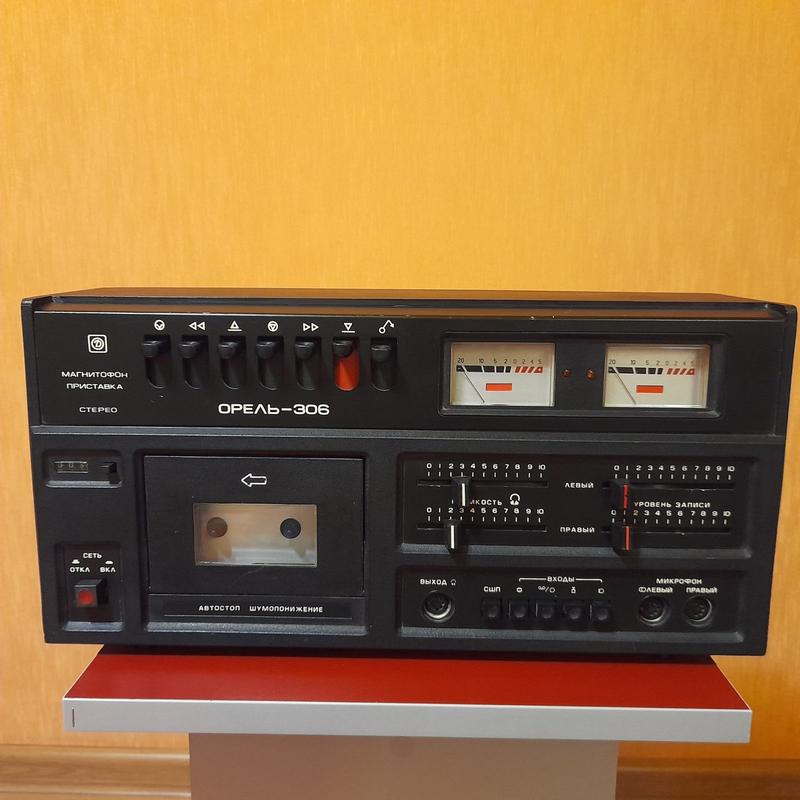 МАГНИТОФОН
ПРИСТАВКА
СТЕРЕО
ОРЕЛЬ-306
20 10 5 2 0 2 4 5
20 10 5 2 0 2 4 5
СЕТЬ
ОТКЛ ВКЛ
АВТОСТОП ШУМОПОНИЖЕНИЕ
0 1 2 3 4 5 6 7 8 9 10
0 1 2 3 4 5 6 7 8 9 10
ЛЕВЫЙ
УРОВЕНЬ ЗАПИСИ
0 1 2 3 4 5 6 7 8 9 10
0 1 2 3 4 5 6 7 8 9 10
ПРАВЫЙ
ВЫХОД
СШП
ВХОДЫ
МИКРОФОН
ЛЕВЫЙ ПРАВЫЙ